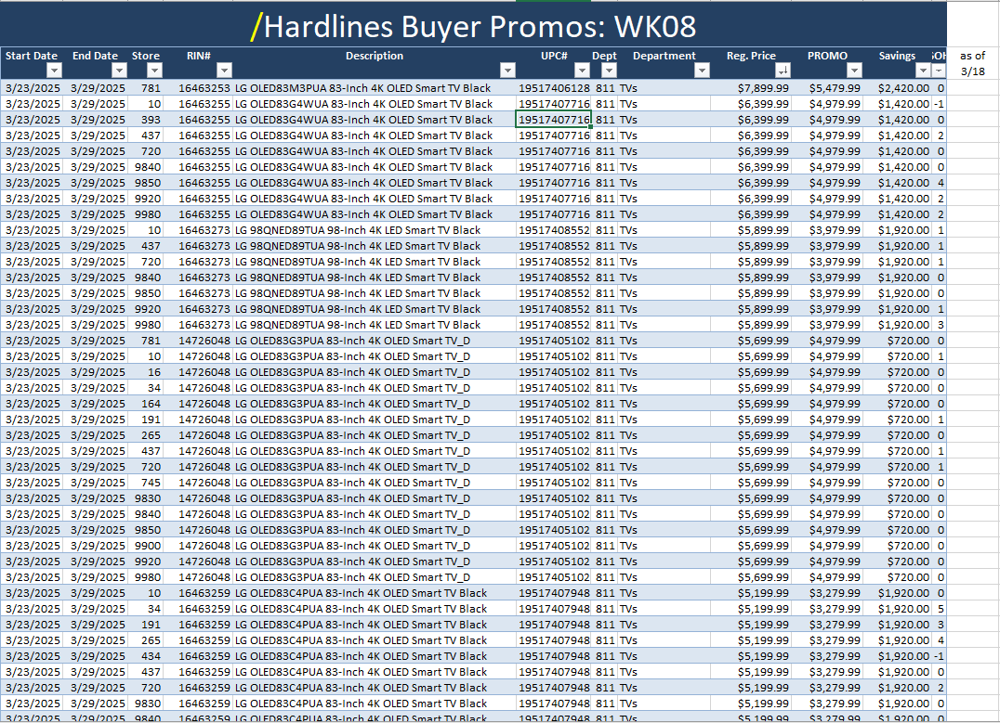 /Hardlines Buyer Promos: WK08
Start Date End Date Store RIN# Description UPC# Dept Department Reg. Price PROMO Savings SOH as of
3/18
3/23/2025 3/29/2025 781 16463253 LG OLED83M3PUA 83-Inch 4K OLED Smart TV Black 19517406128 811 TVs $7,899.99 $5,479.99 $2,420.00 0
3/23/2025 3/29/2025 10 16463255 LG OLED83G4WUA 83-Inch 4K OLED Smart TV Black 19517407716 811 TVs $6,399.99 $4,979.99 $1,420.00 -1
3/23/2025 3/29/2025 393 16463255 LG OLED83G4WUA 83-Inch 4K OLED Smart TV Black 19517407716 811 TVs $6,399.99 $4,979.99 $1,420.00 0
3/23/2025 3/29/2025 437 16463255 LG OLED83G4WUA 83-Inch 4K OLED Smart TV Black 19517407716 811 TVs $6,399.99 $4,979.99 $1,420.00 2
3/23/2025 3/29/2025 720 16463255 LG OLED83G4WUA 83-Inch 4K OLED Smart TV Black 19517407716 811 TVs $6,399.99 $4,979.99 $1,420.00 0
3/23/2025 3/29/2025 9840 16463255 LG OLED83G4WUA 83-Inch 4K OLED Smart TV Black 19517407716 811 TVs $6,399.99 $4,979.99 $1,420.00 0
3/23/2025 3/29/2025 9850 16463255 LG OLED83G4WUA 83-Inch 4K OLED Smart TV Black 19517407716 811 TVs $6,399.99 $4,979.99 $1,420.00 4
3/23/2025 3/29/2025 9920 16463255 LG OLED83G4WUA 83-Inch 4K OLED Smart TV Black 19517407716 811 TVs $6,399.99 $4,979.99 $1,420.00 2
3/23/2025 3/29/2025 9980 16463255 LG OLED83G4WUA 83-Inch 4K OLED Smart TV Black 19517407716 811 TVs $6,399.99 $4,979.99 $1,420.00 2
3/23/2025 3/29/2025 10 16463273 LG 98QNED89TUA 98-Inch 4K LED Smart TV Black 19517408552 811 TVs $5,899.99 $3,979.99 $1,920.00 1
3/23/2025 3/29/2025 437 16463273 LG 98QNED89TUA 98-Inch 4K LED Smart TV Black 19517408552 811 TVs $5,899.99 $3,979.99 $1,920.00 1
3/23/2025 3/29/2025 720 16463273 LG 98QNED89TUA 98-Inch 4K LED Smart TV Black 19517408552 811 TVs $5,899.99 $3,979.99 $1,920.00 1
3/23/2025 3/29/2025 9840 16463273 LG 98QNED89TUA 98-Inch 4K LED Smart TV Black 19517408552 811 TVs $5,899.99 $3,979.99 $1,920.00 0
3/23/2025 3/29/2025 9850 16463273 LG 98QNED89TUA 98-Inch 4K LED Smart TV Black 19517408552 811 TVs $5,899.99 $3,979.99 $1,920.00 0
3/23/2025 3/29/2025 9920 16463273 LG 98QNED89TUA 98-Inch 4K LED Smart TV Black 19517408552 811 TVs $5,899.99 $3,979.99 $1,920.00 1
3/23/2025 3/29/2025 9980 16463273 LG 98QNED89TUA 98-Inch 4K LED Smart TV Black 19517408552 811 TVs $5,899.99 $3,979.99 $1,920.00 3
3/23/2025 3/29/2025 781 14726048 LG OLED83G3PUA 83-Inch 4K OLED Smart TV_D 19517405102 811 TVs $5,699.99 $4,979.99 $720.00 0
3/23/2025 3/29/2025 10 14726048 LG OLED83G3PUA 83-Inch 4K OLED Smart TV_D 19517405102 811 TVs $5,699.99 $4,979.99 $720.00 1
3/23/2025 3/29/2025 16 14726048 LG OLED83G3PUA 83-Inch 4K OLED Smart TV_D 19517405102 811 TVs $5,699.99 $4,979.99 $720.00 0
3/23/2025 3/29/2025 34 14726048 LG OLED83G3PUA 83-Inch 4K OLED Smart TV_D 19517405102 811 TVs $5,699.99 $4,979.99 $720.00 0
3/23/2025 3/29/2025 164 14726048 LG OLED83G3PUA 83-Inch 4K OLED Smart TV_D 19517405102 811 TVs $5,699.99 $4,979.99 $720.00 0
3/23/2025 3/29/2025 191 14726048 LG OLED83G3PUA 83-Inch 4K OLED Smart TV_D 19517405102 811 TVs $5,699.99 $4,979.99 $720.00 1
3/23/2025 3/29/2025 265 14726048 LG OLED83G3PUA 83-Inch 4K OLED Smart TV_D 19517405102 811 TVs $5,699.99 $4,979.99 $720.00 0
3/23/2025 3/29/2025 437 14726048 LG OLED83G3PUA 83-Inch 4K OLED Smart TV_D 19517405102 811 TVs $5,699.99 $4,979.99 $720.00 1
3/23/2025 3/29/2025 720 14726048 LG OLED83G3PUA 83-Inch 4K OLED Smart TV_D 19517405102 811 TVs $5,699.99 $4,979.99 $720.00 1
3/23/2025 3/29/2025 745 14726048 LG OLED83G3PUA 83-Inch 4K OLED Smart TV_D 19517405102 811 TVs $5,699.99 $4,979.99 $720.00 0
3/23/2025 3/29/2025 9830 14726048 LG OLED83G3PUA 83-Inch 4K OLED Smart TV_D 19517405102 811 TVs $5,699.99 $4,979.99 $720.00 0
3/23/2025 3/29/2025 9840 14726048 LG OLED83G3PUA 83-Inch 4K OLED Smart TV_D 19517405102 811 TVs $5,699.99 $4,979.99 $720.00 0
3/23/2025 3/29/2025 9850 14726048 LG OLED83G3PUA 83-Inch 4K OLED Smart TV_D 19517405102 811 TVs $5,699.99 $4,979.99 $720.00 0
3/23/2025 3/29/2025 9900 14726048 LG OLED83G3PUA 83-Inch 4K OLED Smart TV_D 19517405102 811 TVs $5,699.99 $4,979.99 $720.00 0
3/23/2025 3/29/2025 9920 14726048 LG OLED83G3PUA 83-Inch 4K OLED Smart TV_D 19517405102 811 TVs $5,699.99 $4,979.99 $720.00 0
3/23/2025 3/29/2025 9980 14726048 LG OLED83G3PUA 83-Inch 4K OLED Smart TV_D 19517405102 811 TVs $5,699.99 $4,979.99 $720.00 0
3/23/2025 3/29/2025 10 16463259 LG OLED83C4PUA 83-Inch 4K OLED Smart TV Black 19517407948 811 TVs $5,199.99 $3,279.99 $1,920.00 0
3/23/2025 3/29/2025 34 16463259 LG OLED83C4PUA 83-Inch 4K OLED Smart TV Black 19517407948 811 TVs $5,199.99 $3,279.99 $1,920.00 5
3/23/2025 3/29/2025 191 16463259 LG OLED83C4PUA 83-Inch 4K OLED Smart TV Black 19517407948 811 TVs $5,199.99 $3,279.99 $1,920.00 3
3/23/2025 3/29/2025 265 16463259 LG OLED83C4PUA 83-Inch 4K OLED Smart TV Black 19517407948 811 TVs $5,199.99 $3,279.99 $1,920.00 4
3/23/2025 3/29/2025 434 16463259 LG OLED83C4PUA 83-Inch 4K OLED Smart TV Black 19517407948 811 TVs $5,199.99 $3,279.99 $1,920.00 -1
3/23/2025 3/29/2025 437 16463259 LG OLED83C4PUA 83-Inch 4K OLED Smart TV Black 19517407948 811 TVs $5,199.99 $3,279.99 $1,920.00 0
3/23/2025 3/29/2025 720 16463259 LG OLED83C4PUA 83-Inch 4K OLED Smart TV Black 19517407948 811 TVs $5,199.99 $3,279.99 $1,920.00 2
3/23/2025 3/29/2025 9830 16463259 LG OLED83C4PUA 83-Inch 4K OLED Smart TV Black 19517407948 811 TVs $5,199.99 $3,279.99 $1,920.00 0
3/23/2025 3/29/2025 9840 16463259 LG OLED83C4PUA 83-Inch 4K OLED Smart TV Black 19517407948 811 TVs $5,199.99 $3,279.99 $1,920.00 0